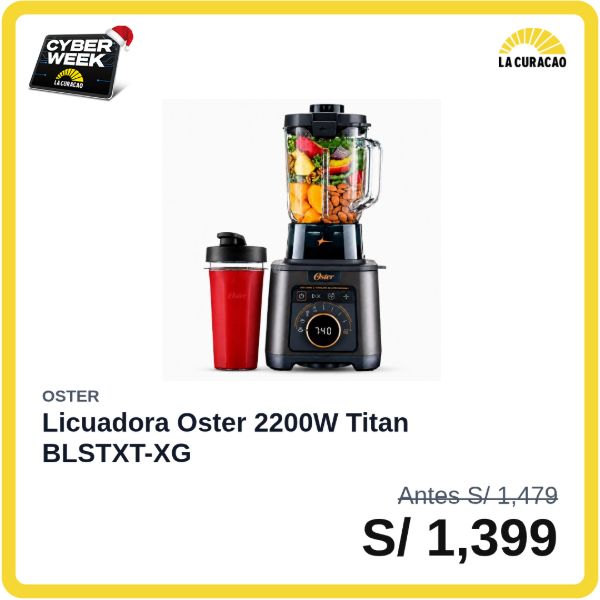 CYBER
WEEK
LA CURACAO
LA CURACAO
Oster
Oster
740
OSTER
Licuadora Oster 2200W Titan
BLSTXT-XG
Antes S/ 1,479
S/ 1,399